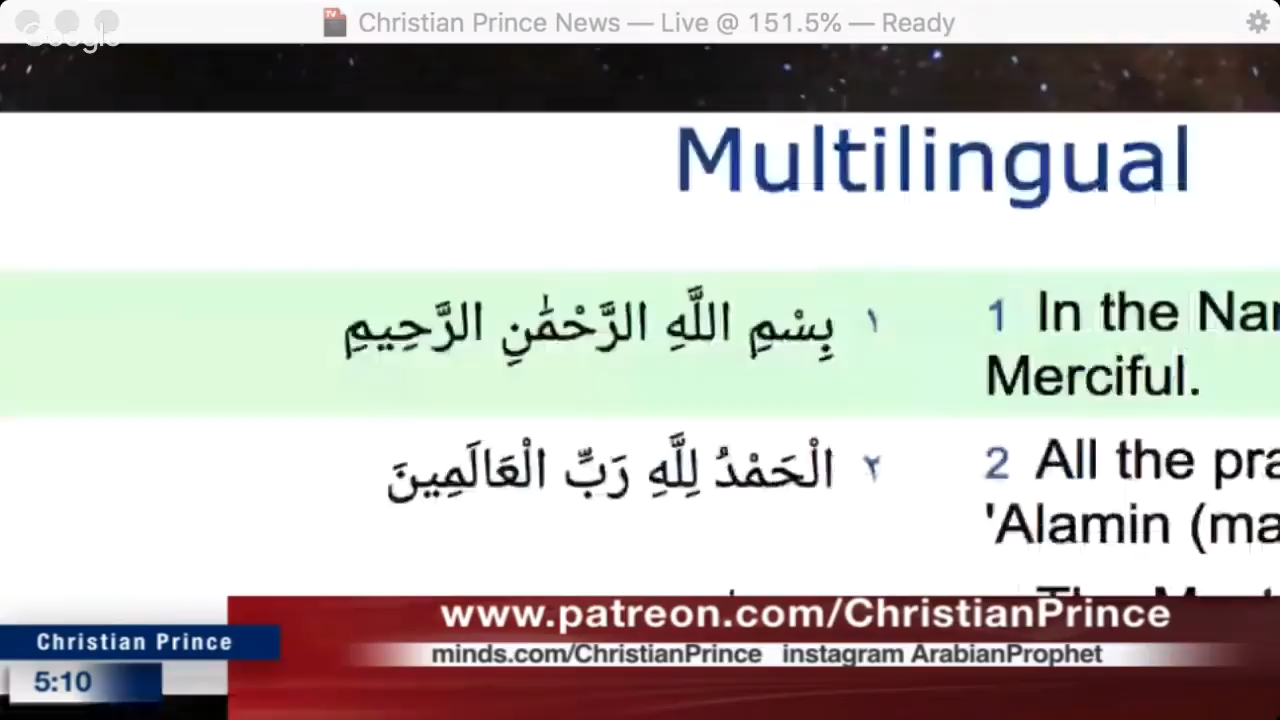 Christian Prince News — Live @ 151.5% — Ready
Google
Multilingual
بِسْمِ اللَّهِ الرَّحْمَٰنِ الرَّحِيمِ ١
1 In the Na
Merciful.
الْحَمْدُ لِلَّهِ رَبِّ الْعَالَمِينَ ٢
2 All the pra
'Alamin (ma
www.patreon.com/ChristianPrince
Christian Prince
minds.com/ChristianPrince instagram ArabianProphet
5:10